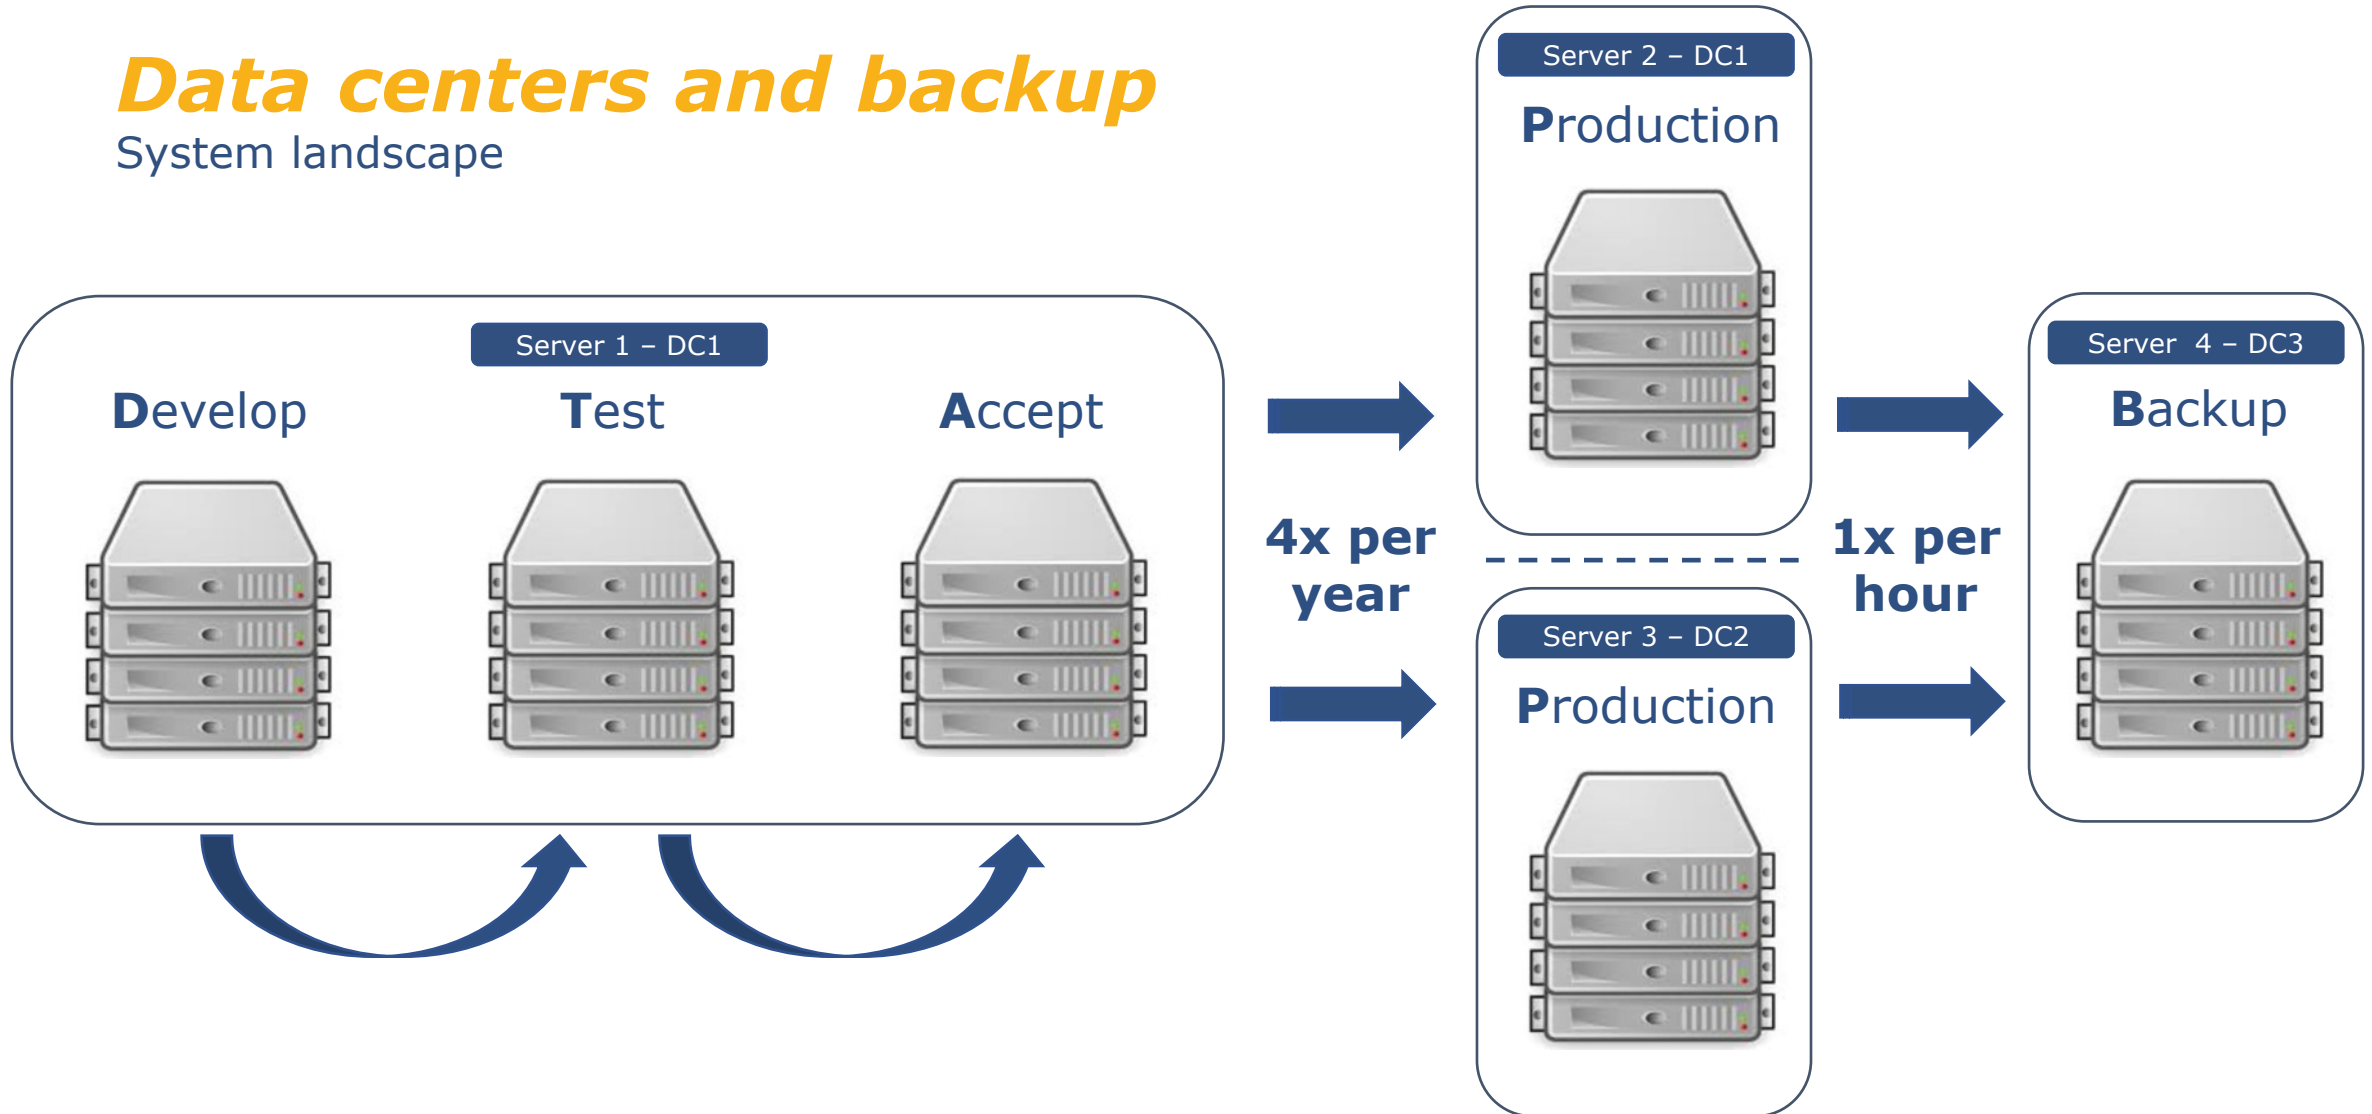 Data centers and backup
System landscape
Server 1 – DC1
Develop
Test
Accept
4x per
year
Server 2 – DC1
Production
Server 3 – DC2
Production
1x per
hour
Server  4 – DC3
Backup